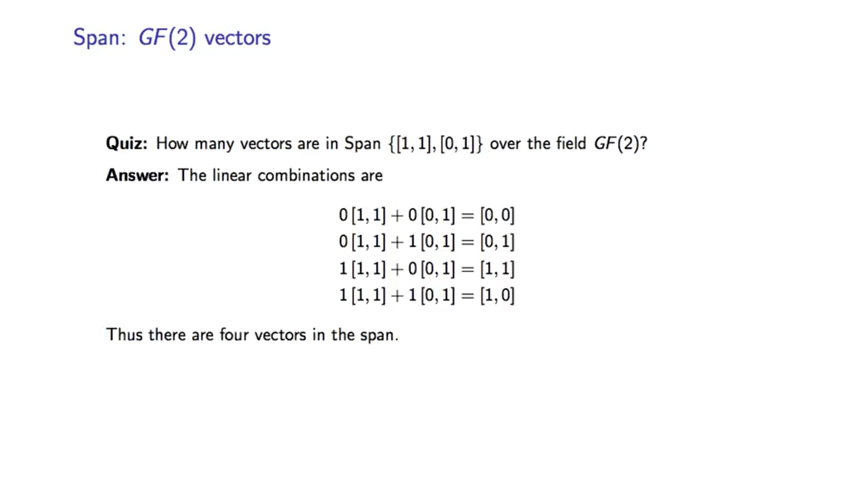 Span: GF(2) vectors
Quiz: How many vectors are in Span {[1, 1], [0, 1]} over the field GF(2)?
Answer: The linear combinations are
0 [1, 1] + 0 [0, 1] = [0, 0]
0 [1, 1] + 1 [0, 1] = [0, 1]
1 [1, 1] + 0 [0, 1] = [1, 1]
1 [1, 1] + 1 [0, 1] = [1, 0]
Thus there are four vectors in the span.